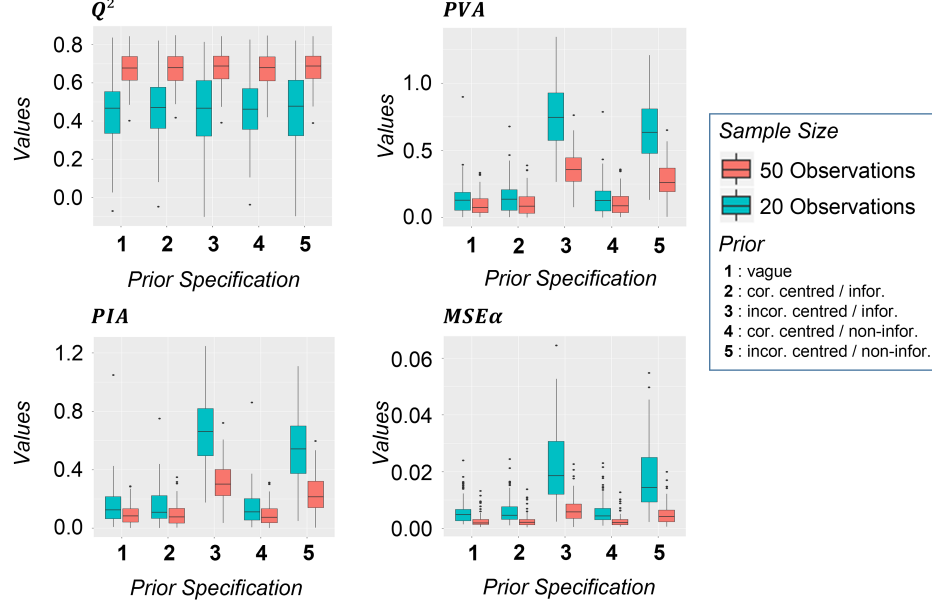 Q²
0.8
0.6
0.4
0.2
0.0
Values
1 2 3 4 5
Prior Specification
PVA
1.0
0.5
0.0
Values
1 2 3 4 5
Prior Specification
PIA
1.2
0.8
0.4
0.0
Values
1 2 3 4 5
Prior Specification
MSEα
0.06
0.04
0.02
0.00
Values
1 2 3 4 5
Prior Specification
Sample Size
50 Observations
20 Observations
Prior
1 : vague
2 : cor. centred / infor.
3 : incor. centred / infor.
4 : cor. centred / non-infor.
5 : incor. centred / non-infor.